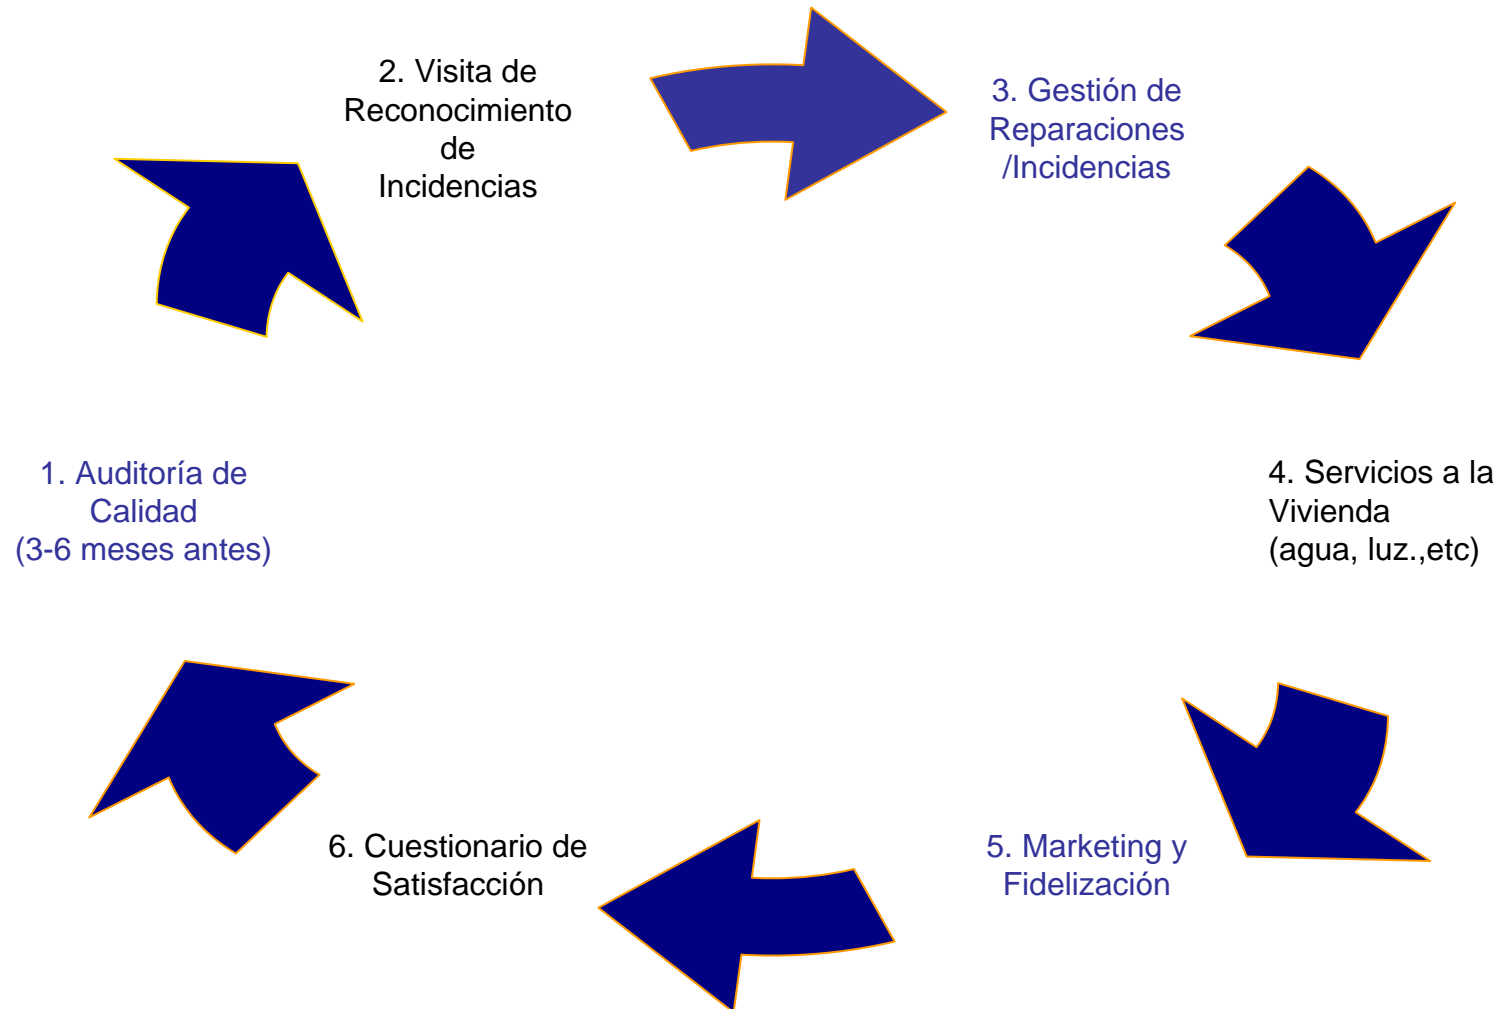 1. Auditoría de
Calidad
(3-6 meses antes)
2. Visita de
Reconocimiento
de
Incidencias
3. Gestión de
Reparaciones
/Incidencias
4. Servicios a la
Vivienda
(agua, luz.,etc)
5. Marketing y
Fidelización
6. Cuestionario de
Satisfacción